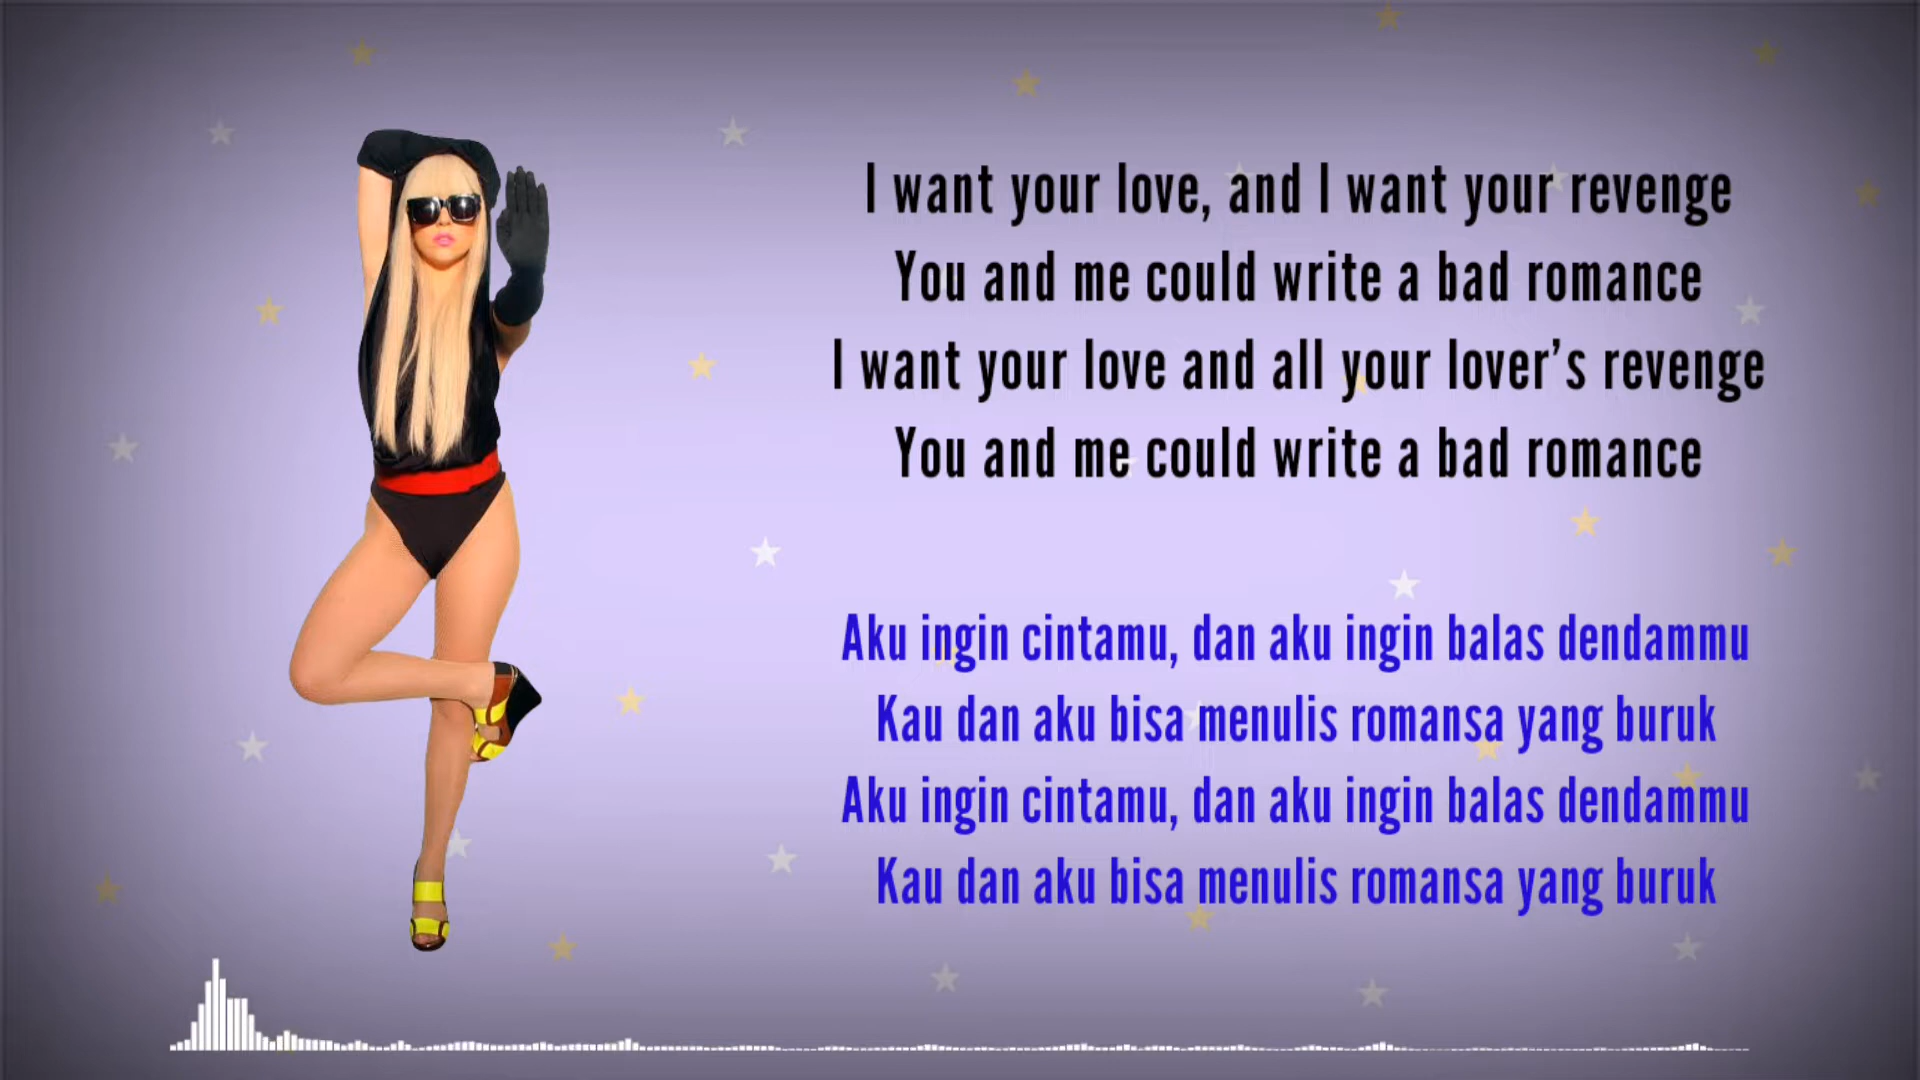 I want your love, and I want your revenge
You and me could write a bad romance
I want your love and all your lover's revenge
You and me could write a bad romance
Aku ingin cintamu, dan aku ingin balas dendammu
Kau dan aku bisa menulis romansa yang buruk
Aku ingin cintamu, dan aku ingin balas dendammu
Kau dan aku bisa menulis romansa yang buruk